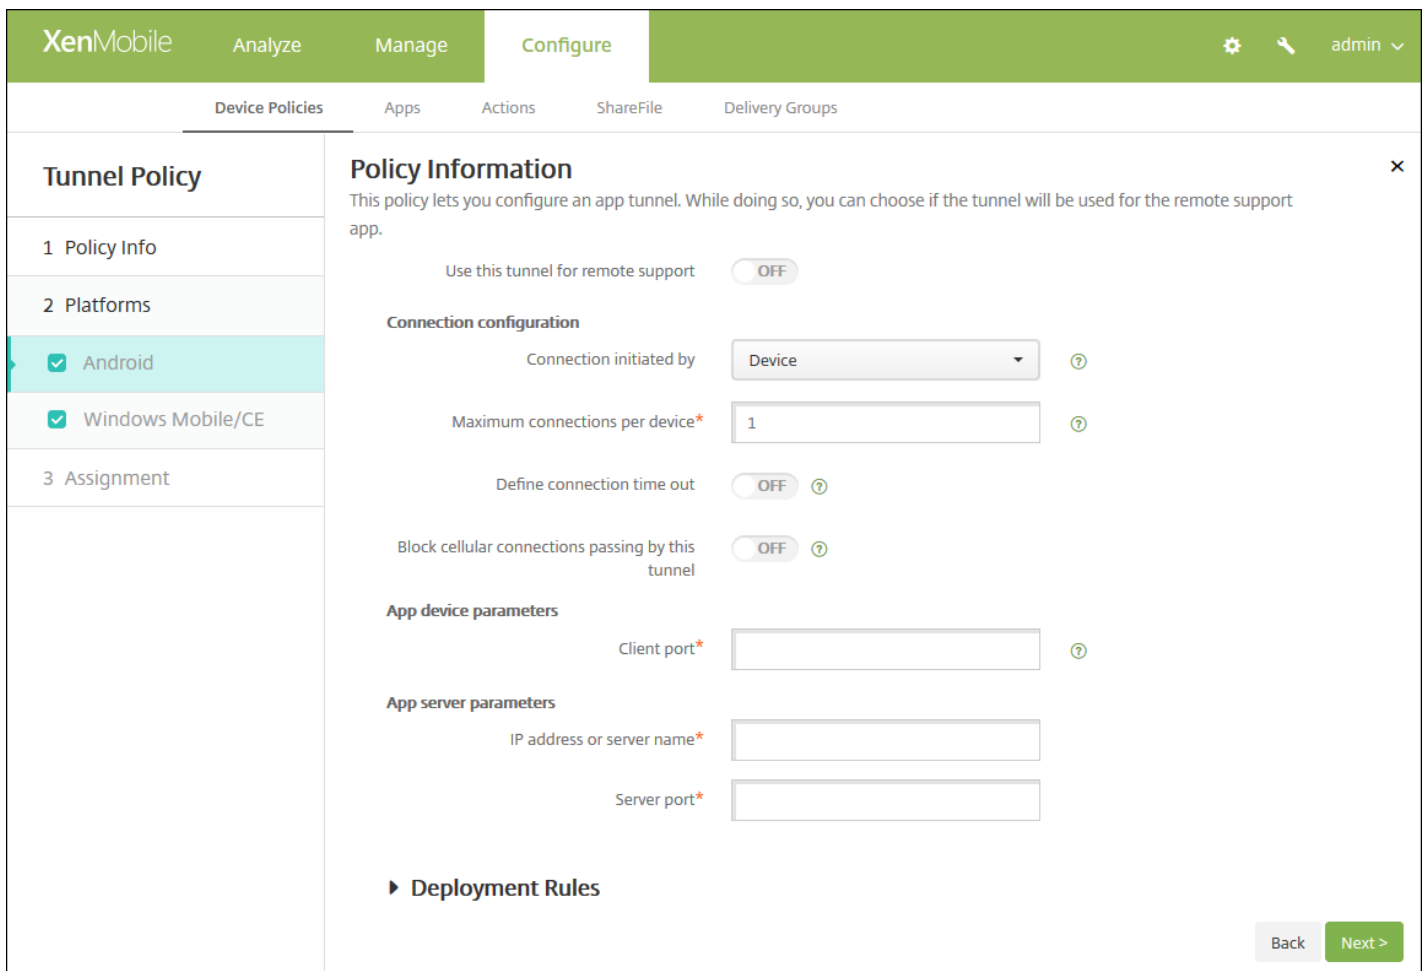 XenMobile Analyze Manage Configure admin
Device Policies Apps Actions ShareFile Delivery Groups
Tunnel Policy
1 Policy Info
2 Platforms
Android
Windows Mobile/CE
3 Assignment
Policy Information
This policy lets you configure an app tunnel. While doing so, you can choose if the tunnel will be used for the remote support
app.
Use this tunnel for remote support OFF
Connection configuration
Connection initiated by Device ?
Maximum connections per device* 1 ?
Define connection time out OFF ?
Block cellular connections passing by this
tunnel OFF ?
App device parameters
Client port* ?
App server parameters
IP address or server name*
Server port*
Deployment Rules
Back Next >